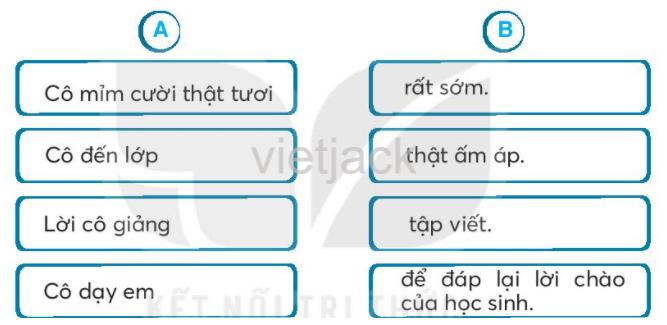 A
B
Cô mỉm cười thật tươi
rất sớm.
Cô đến lớp
thật ấm áp.
vietjack
Lời cô giảng
tập viết.
Cô dạy em
để đáp lại lời chào
của học sinh.
KẾT NỐI TRI THỨC